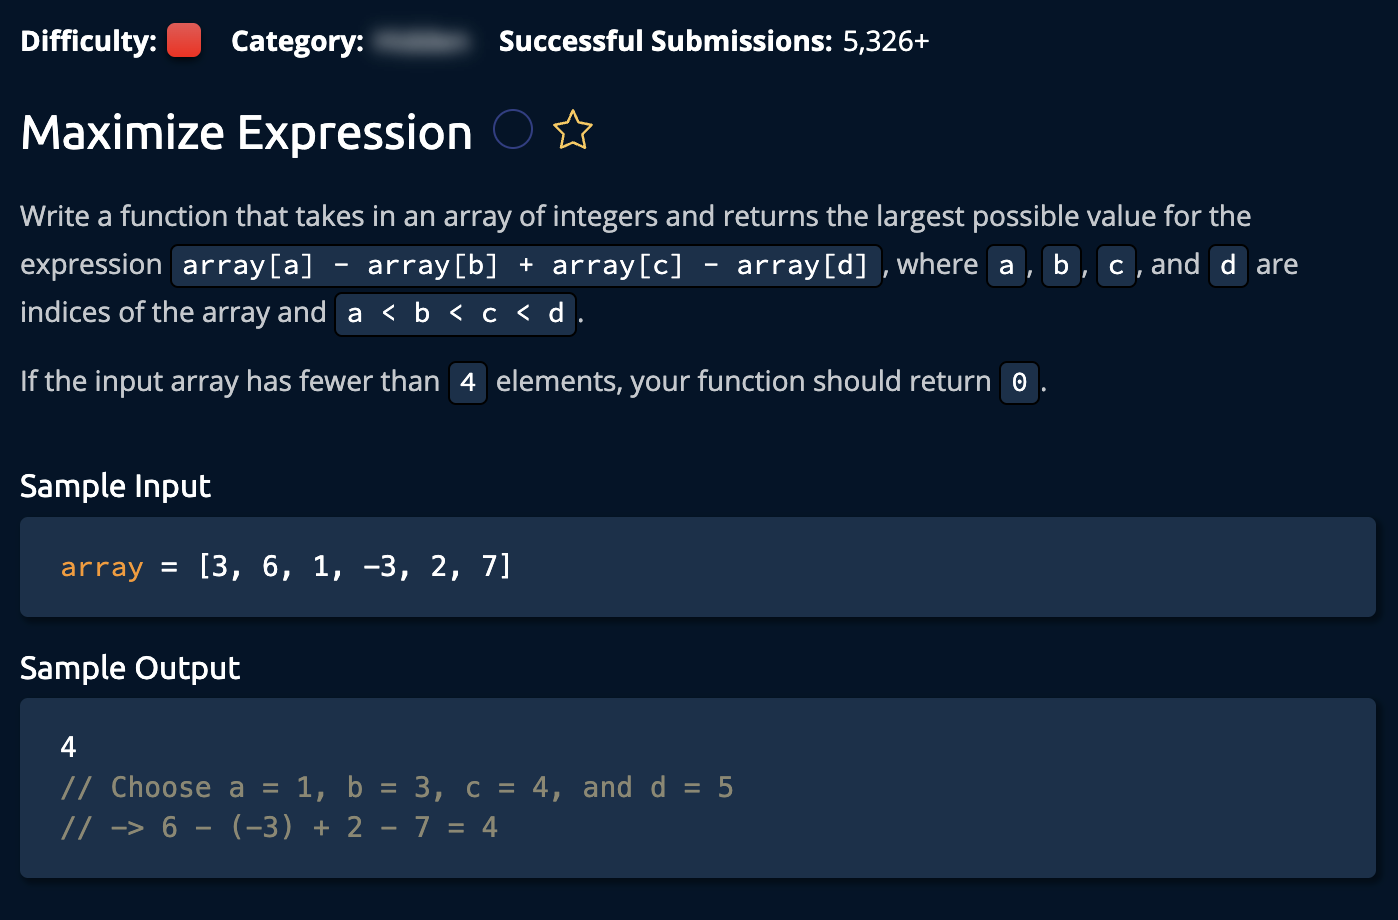 Difficulty: Category: Successful Submissions: 5,326+
Maximize Expression
Write a function that takes in an array of integers and returns the largest possible value for the
expression array[a] - array[b] + array[c] - array[d], where a, b, c, and d are
indices of the array and a < b < c < d.
If the input array has fewer than 4 elements, your function should return 0.
Sample Input
array = [3, 6, 1, -3, 2, 7]
Sample Output
4
// Choose a = 1, b = 3, c = 4, and d = 5
// -> 6 - (-3) + 2 - 7 = 4